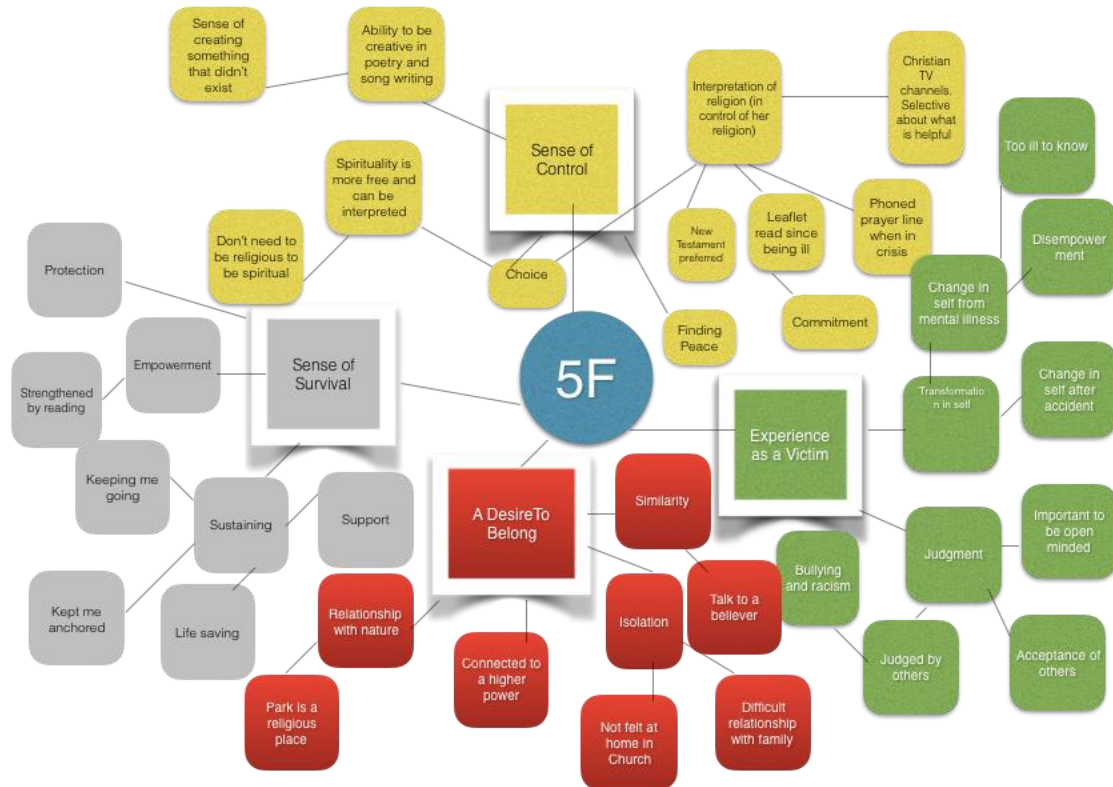 Sense of
creating
something
that didn't
exist
Ability to be
creative in
poetry and
song writing
Sense of
Control
Interpretation of
religion (in
control of her
religion)
Christian
TV
channels.
Selective
about what
is helpful
Too ill to
know
Spirituality is
more free and
can be
interpreted
Don't need to
be religious to
be spiritual
Choice
New
Testament
preferred
Leaflet
read since
being ill
Phoned
prayer line
when in
crisis
Commitment
Finding
Peace
Disempower
ment
Change in
self from
mental illness
Protection
Sense of
Survival
Empowerment
Strengthened
by reading
Keeping me
going
Sustaining
Support
Kept me
anchored
Life saving
5F
Experience
as a Victim
Transformatio
n in self
Change in
self after
accident
Judgment
Important to
be open
minded
Bullying
and racism
Judged by
others
Acceptance of
others
A DesireTo
Belong
Similarity
Talk to a
believer
Isolation
Relationship
with nature
Connected to
a higher
power
Park is a
religious
place
Not felt at
home in
Church
Difficult
relationship
with family